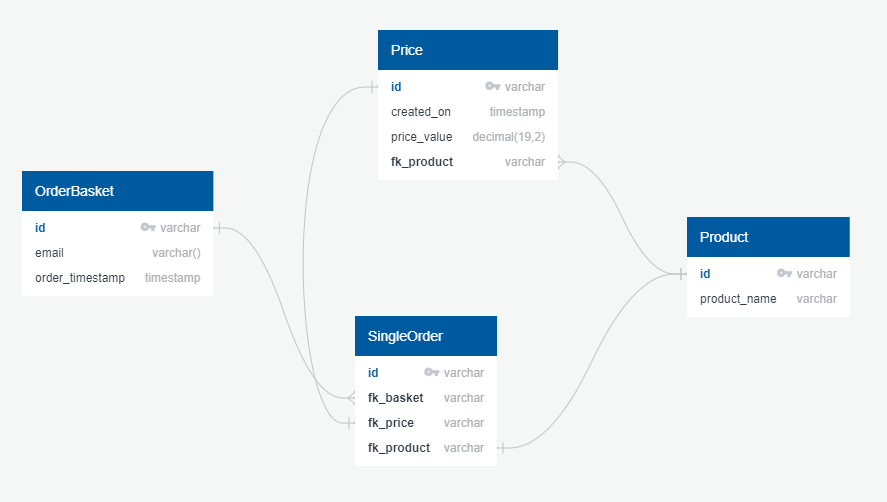 Price
id varchar
created_on timestamp
price_value decimal(19,2)
fk_product varchar
OrderBasket
id varchar
email varchar()
order_timestamp timestamp
Product
id varchar
product_name varchar
SingleOrder
id varchar
fk_basket varchar
fk_price varchar
fk_product varchar